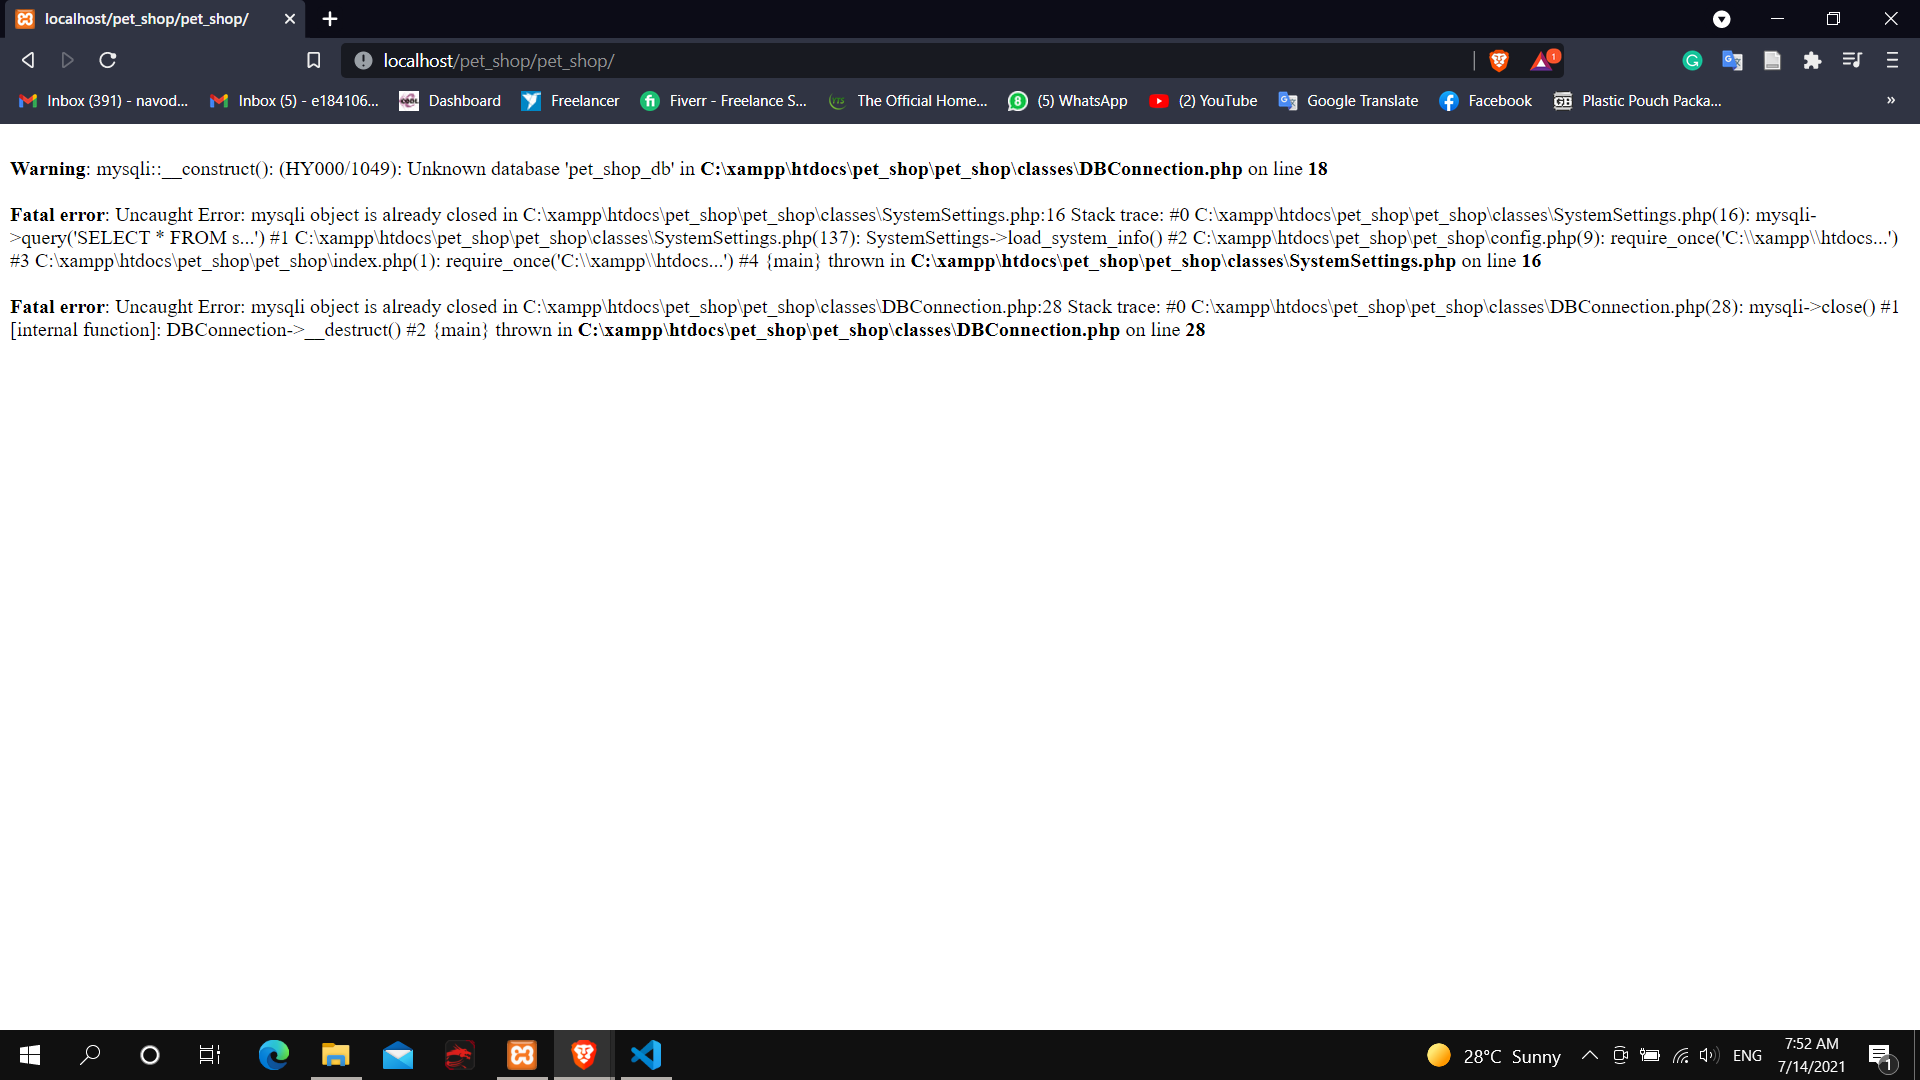 localhost/pet_shop/pet_shop/
localhost/pet_shop/pet_shop/
1
Inbox (391) - navod... Inbox (5) - e184106... Dashboard Freelancer Fiverr - Freelance S... The Official Home... (5) WhatsApp (2) YouTube Google Translate Facebook Plastic Pouch Packa... »
Warning: mysqli::__construct(): (HY000/1049): Unknown database 'pet_shop_db' in C:\xampp\htdocs\pet_shop\pet_shop\classes\DBConnection.php on line 18
Fatal error: Uncaught Error: mysqli object is already closed in C:\xampp\htdocs\pet_shop\pet_shop\classes\SystemSettings.php:16 Stack trace: #0 C:\xampp\htdocs\pet_shop\pet_shop\classes\SystemSettings.php(16): mysqli-
>query('SELECT * FROM s...') #1 C:\xampp\htdocs\pet_shop\pet_shop\classes\SystemSettings.php(137): SystemSettings->load_system_info() #2 C:\xampp\htdocs\pet_shop\pet_shop\config.php(9): require_once('C:\\xampp\\htdocs...')
#3 C:\xampp\htdocs\pet_shop\pet_shop\index.php(1): require_once('C:\\xampp\\htdocs...') #4 {main} thrown in C:\xampp\htdocs\pet_shop\pet_shop\classes\SystemSettings.php on line 16
Fatal error: Uncaught Error: mysqli object is already closed in C:\xampp\htdocs\pet_shop\pet_shop\classes\DBConnection.php:28 Stack trace: #0 C:\xampp\htdocs\pet_shop\pet_shop\classes\DBConnection.php(28): mysqli->close() #1
[internal function]: DBConnection->__destruct() #2 {main} thrown in C:\xampp\htdocs\pet_shop\pet_shop\classes\DBConnection.php on line 28
28°C Sunny ENG 7:52 AM
7/14/2021
1